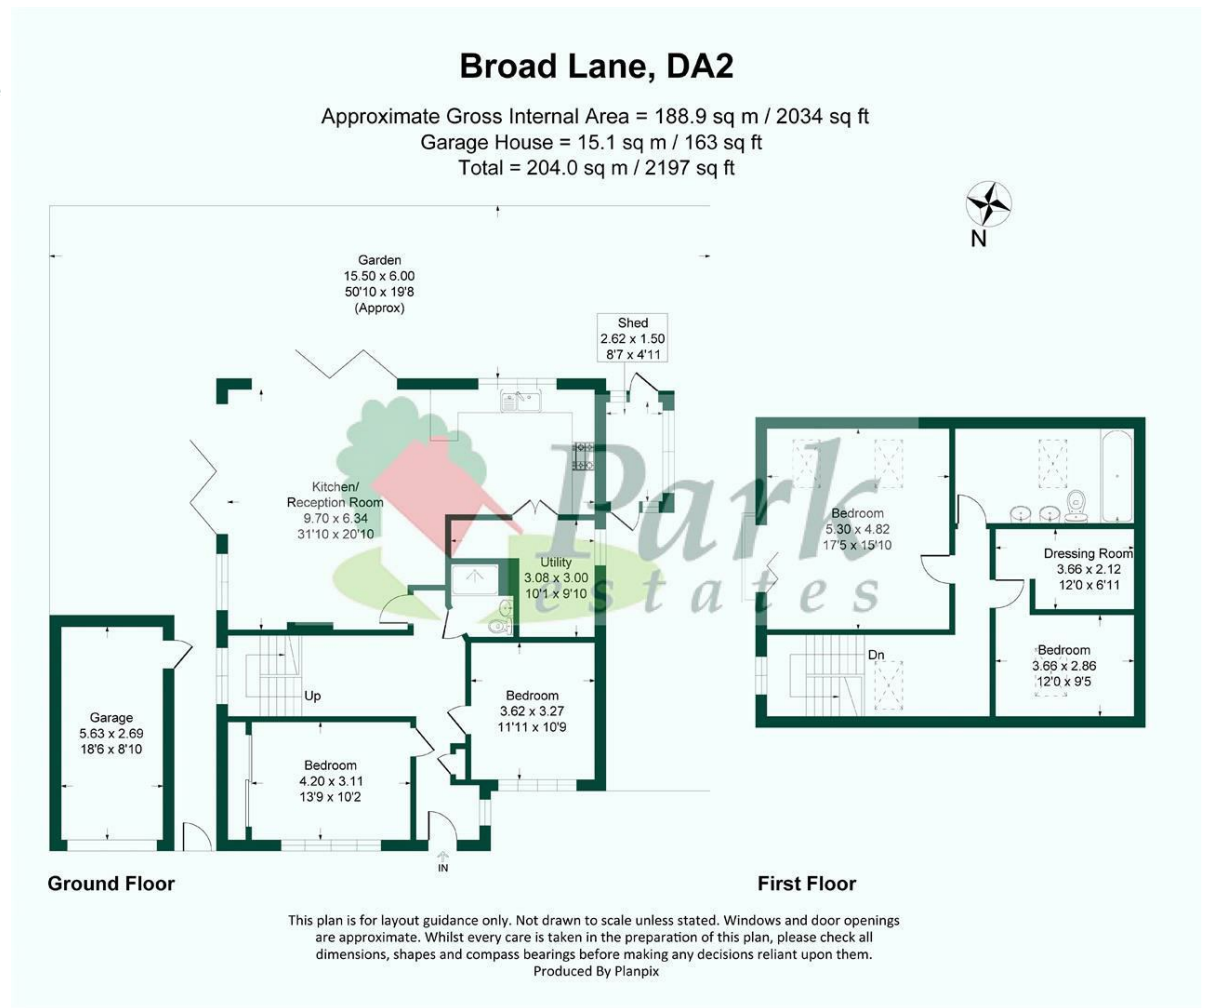 Broad Lane, DA2
Approximate Gross Internal Area = 188.9 sq m / 2034 sq ft
Garage House = 15.1 sq m / 163 sq ft
Total = 204.0 sq m / 2197 sq ft
N
Garden
15.50 x 6.00
50'10 x 19'8
(Approx)
Shed
2.62 x 1.50
8'7 x 4'11
Kitchen/
Reception Room
9.70 x 6.34
31'10 x 20'10
Utility
3.08 x 3.00
10'1 x 9'10
Park
estates
Bedroom
5.30 x 4.82
17'5 x 15'10
Dressing Room
3.66 x 2.12
12'0 x 6'11
Bedroom
3.66 x 2.86
12'0 x 9'5
Dn
Up
Garage
5.63 x 2.69
18'6 x 8'10
Bedroom
3.62 x 3.27
11'11 x 10'9
Bedroom
4.20 x 3.11
13'9 x 10'2
IN
Ground Floor
First Floor
This plan is for layout guidance only. Not drawn to scale unless stated. Windows and door openings
are approximate. Whilst every care is taken in the preparation of this plan, please check all
dimensions, shapes and compass bearings before making any decisions reliant upon them.
Produced By Planpix